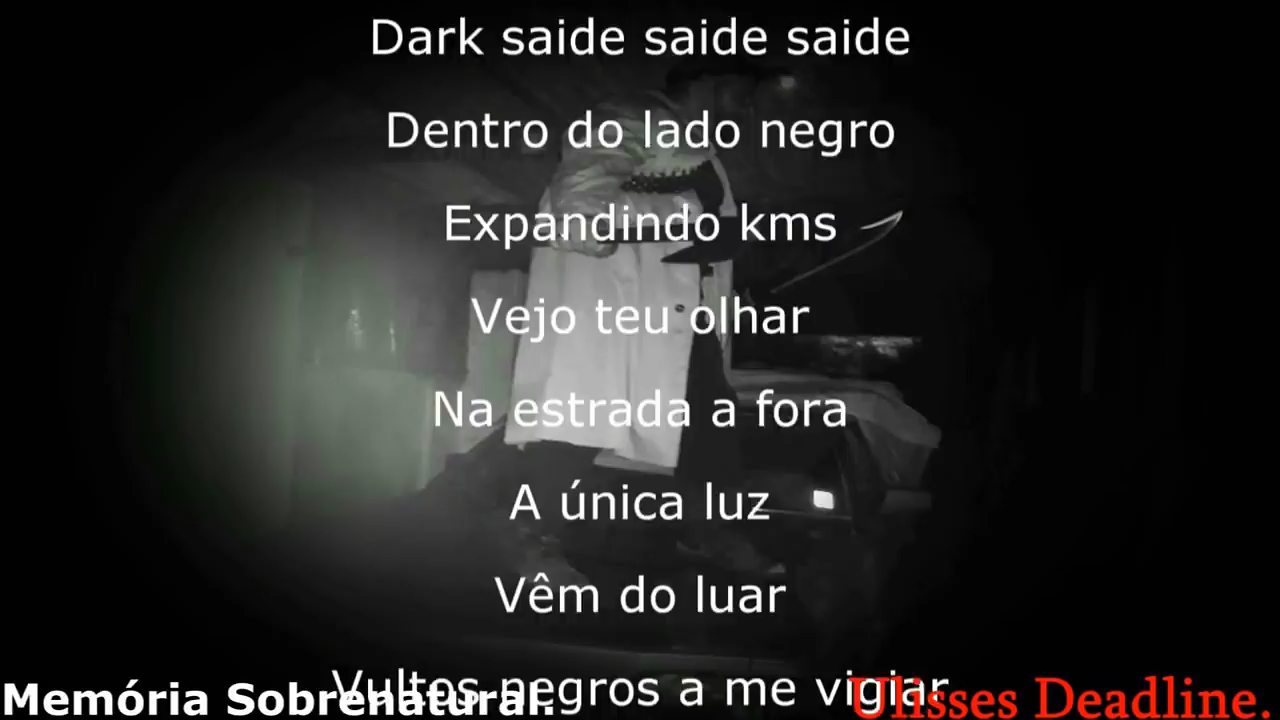 Dark saide saide saide
Dentro do lado negro
Expandindo kms
Vejo teu olhar
Na estrada a fora
A única luz
Vêm do luar
Vultos negros a me vigiar
Memória Sobrenatural.
Ulisses Deadline.